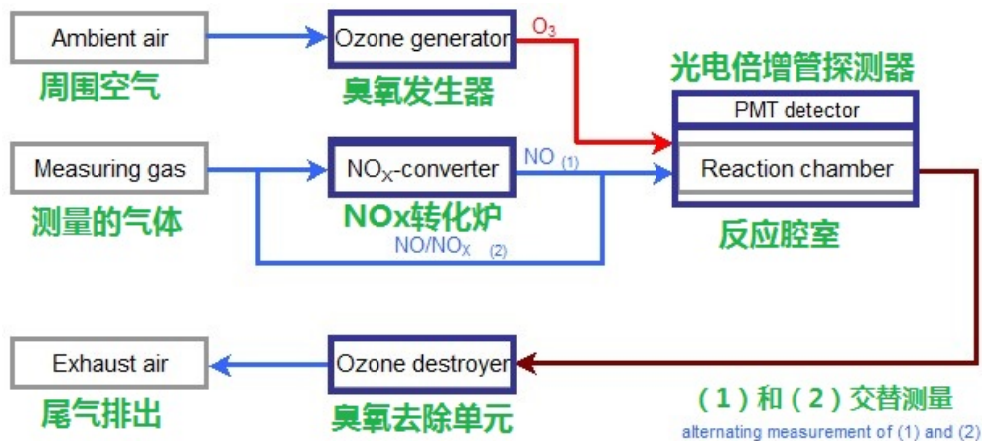 Ambient air
周围空气
Ozone generator
臭氧发生器
O₃
光电倍增管探测器
PMT detector
Reaction chamber
反应腔室
Measuring gas
测量的气体
NOₓ-converter
NOx转化炉
NO (1)
NO/NOₓ (2)
Exhaust air
尾气排出
Ozone destroyer
臭氧去除单元
（1）和（2）交替测量
alternating measurement of (1) and (2)